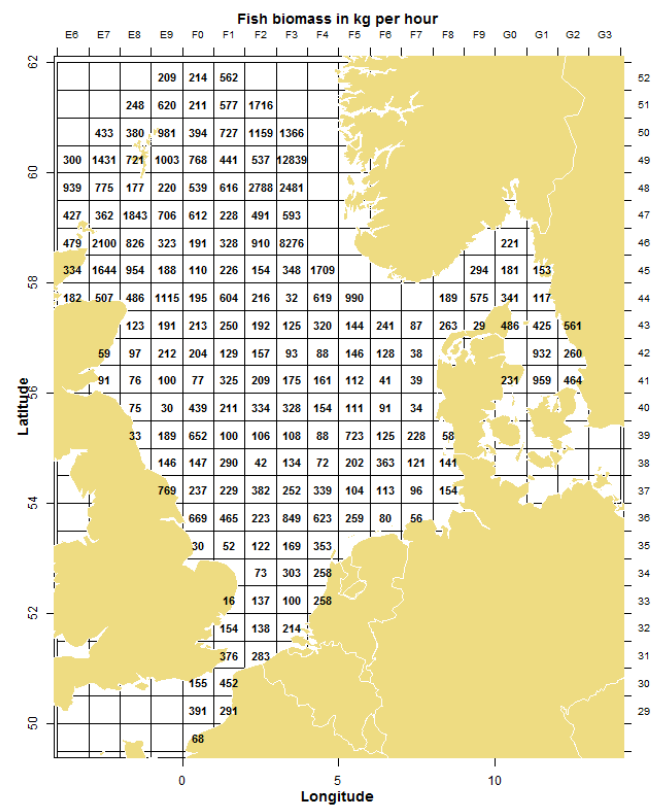 Fish biomass in kg per hour
E6 E7 E8 E9 F0 F1 F2 F3 F4 F5 F6 F7 F8 F9 G0 G1 G2 G3
62
209 214 562 52
248 620 211 577 1716 51
433 380 981 394 727 1159 1366 50
60 300 1431 721 1003 768 441 537 12839 49
939 775 177 220 539 616 2788 2481 48
427 362 1843 706 612 228 491 593 47
479 2100 826 323 191 328 910 8276 221 46
58 334 1644 954 188 110 226 154 348 1709 294 181 153 45
182 507 486 1115 195 604 216 32 619 990 189 575 341 117 44
123 191 213 250 192 125 320 144 241 87 263 29 486 425 561 43
59 97 212 204 129 157 93 88 146 128 38 932 260 42
56 91 76 100 77 325 209 175 161 112 41 39 231 959 464 41
75 30 439 211 334 328 154 111 91 34 40
Latitude
33 189 652 100 106 108 88 723 125 228 58 39
146 147 290 42 134 72 202 363 121 141 38
54 769 237 229 382 252 339 104 113 96 154 37
669 465 223 849 623 259 80 56 36
30 52 122 169 353 35
73 303 258 34
52 16 137 100 258 33
154 138 214 32
376 283 31
155 452 30
50 391 291 29
68
0 5 10
Longitude